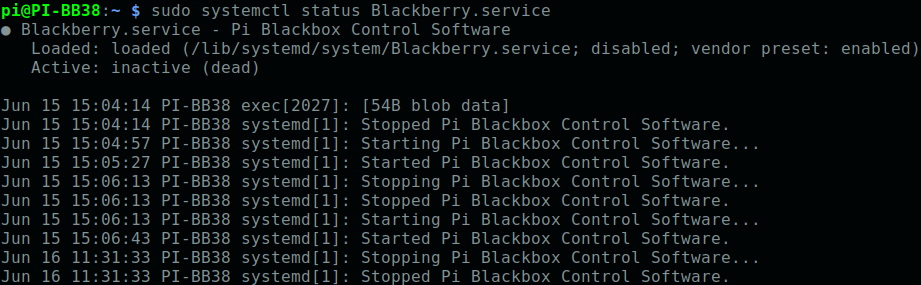 pi@PI-BB38:~ $ sudo systemctl status Blackberry.service
● Blackberry.service - Pi Blackbox Control Software
   Loaded: loaded (/lib/systemd/system/Blackberry.service; disabled; vendor preset: enabled)
   Active: inactive (dead)

Jun 15 15:04:14 PI-BB38 exec[2027]: [54B blob data]
Jun 15 15:04:14 PI-BB38 systemd[1]: Stopped Pi Blackbox Control Software.
Jun 15 15:04:57 PI-BB38 systemd[1]: Starting Pi Blackbox Control Software...
Jun 15 15:05:27 PI-BB38 systemd[1]: Started Pi Blackbox Control Software.
Jun 15 15:06:13 PI-BB38 systemd[1]: Stopping Pi Blackbox Control Software...
Jun 15 15:06:13 PI-BB38 systemd[1]: Stopped Pi Blackbox Control Software.
Jun 15 15:06:13 PI-BB38 systemd[1]: Starting Pi Blackbox Control Software...
Jun 15 15:06:43 PI-BB38 systemd[1]: Started Pi Blackbox Control Software.
Jun 16 11:31:33 PI-BB38 systemd[1]: Stopping Pi Blackbox Control Software...
Jun 16 11:31:33 PI-BB38 systemd[1]: Stopped Pi Blackbox Control Software.